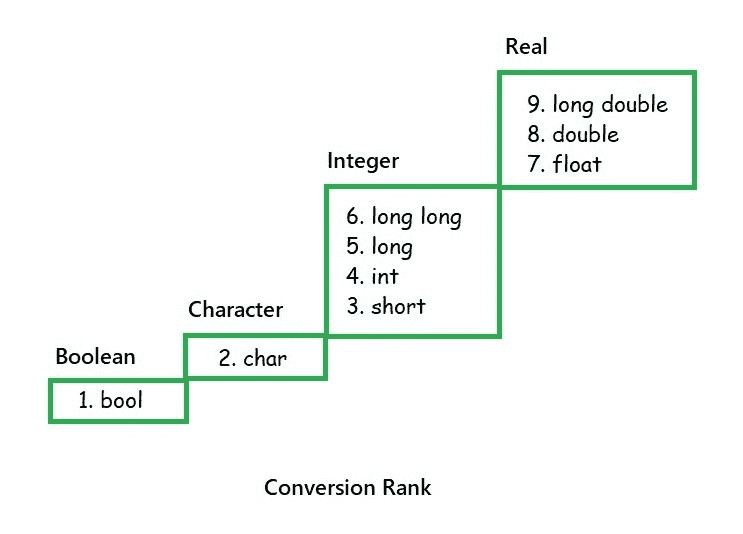 Real
9. long double
8. double
7. float
Integer
6. long long
5. long
4. int
3. short
Character
2. char
Boolean
1. bool
Conversion Rank